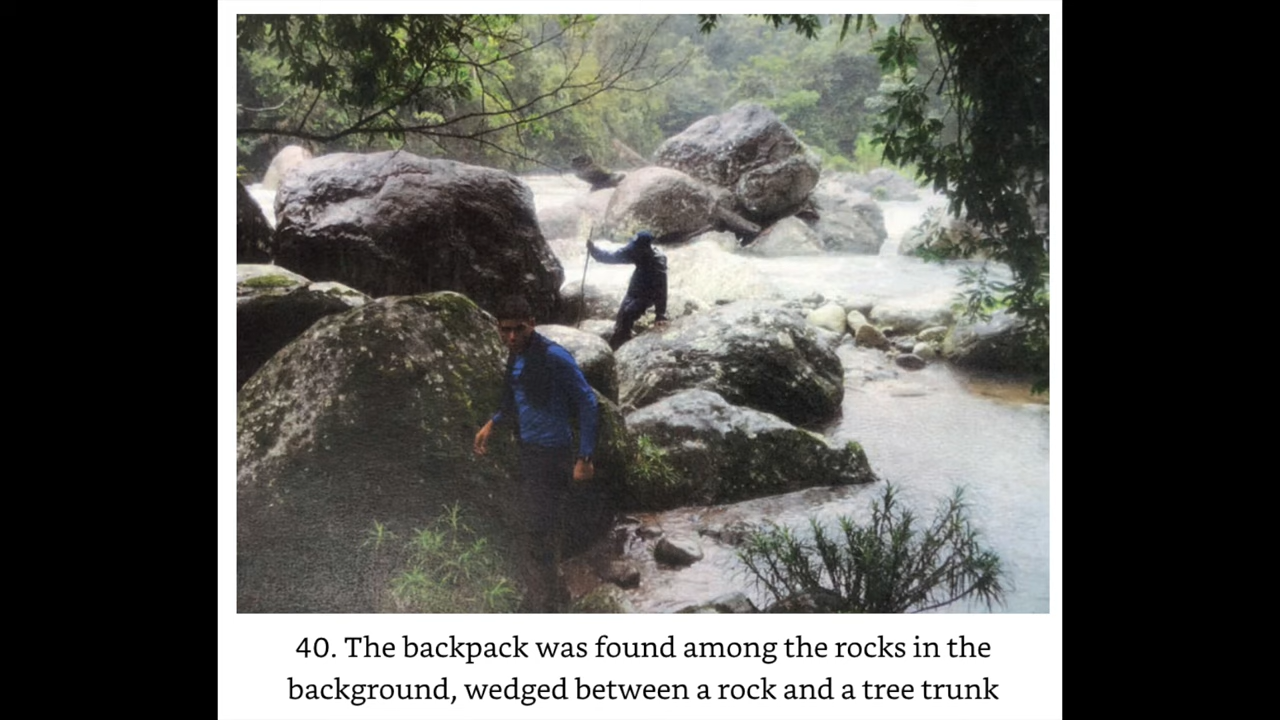 40. The backpack was found among the rocks in the
background, wedged between a rock and a tree trunk